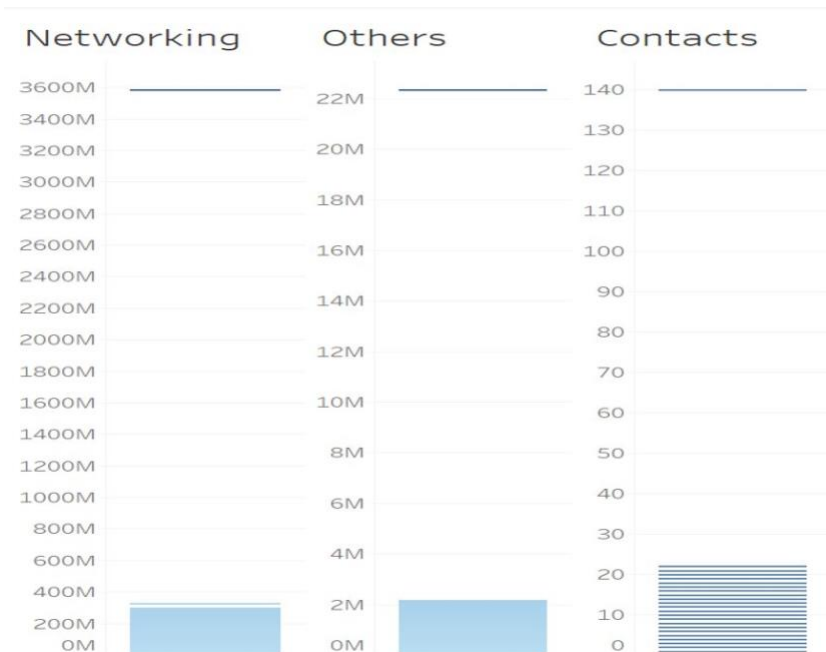 Networking
3600M
3400M
3200M
3000M
2800M
2600M
2400M
2200M
2000M
1800M
1600M
1400M
1200M
1000M
800M
600M
400M
200M
0M
Others
22M
20M
18M
16M
14M
12M
10M
8M
6M
4M
2M
0M
Contacts
140
130
120
110
100
90
80
70
60
50
40
30
20
10
0